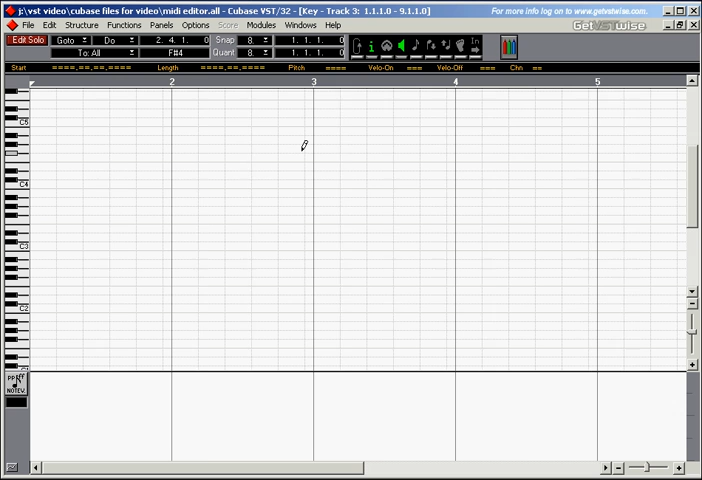 j:\vst video\cubase files for video\midi editor.all - Cubase VST/32 - [Key - Track 3: 1.1.1.0 - 9.1.1.0]
For more info log on to www.getvstwise.com.
File Edit Structure Functions Panels Options Score Modules Windows Help
GetVSTwise
Edit Solo Goto Do 2. 4. 1. 0 Snap 8. 1. 1. 1. 0
To: All F#4 Quant 8. 1. 1. 1. 0
In
Start ====.==.==.==== Length ====.==.==.==== Pitch ==== Velo-On === Velo-Off === Chn ==
2 3 4 5
C5
C4
C3
C2
C1
NOTEV.